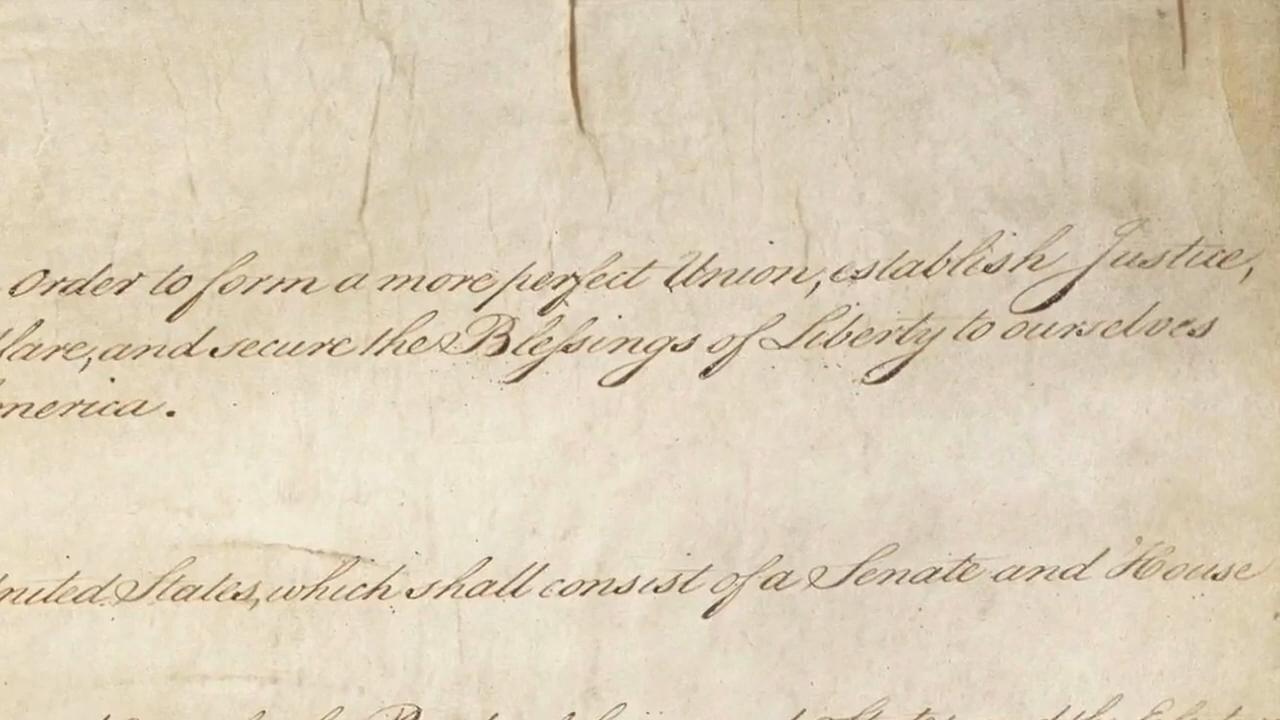 Order to form a more perfect Union, establish Justice,
lfare, and secure the Blessings of Liberty to ourselves
merica.
nited States, which shall consist of a Senate and House